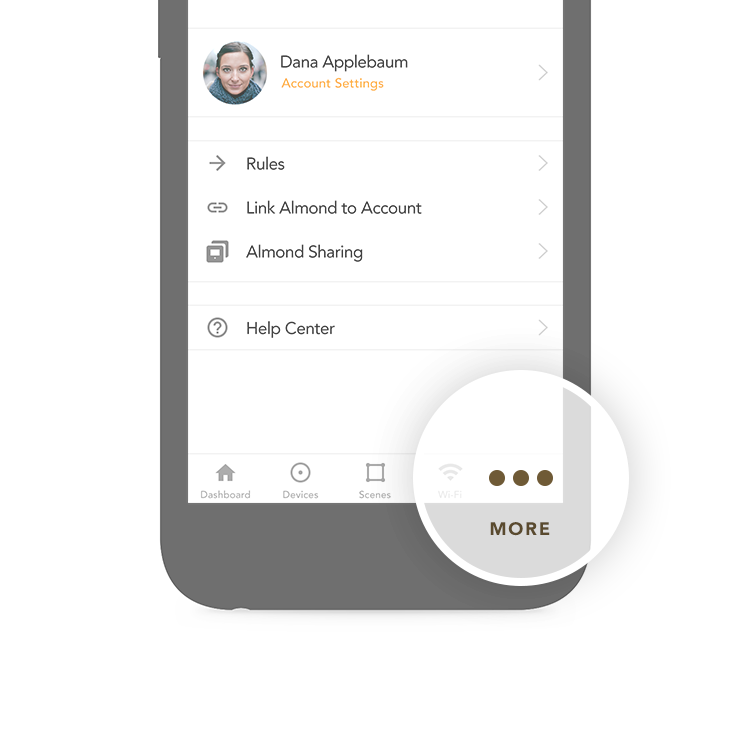 Dana Applebaum
Account Settings
Rules
Link Almond to Account
Almond Sharing
Help Center
Dashboard
Devices
Scenes
Wi-Fi
MORE